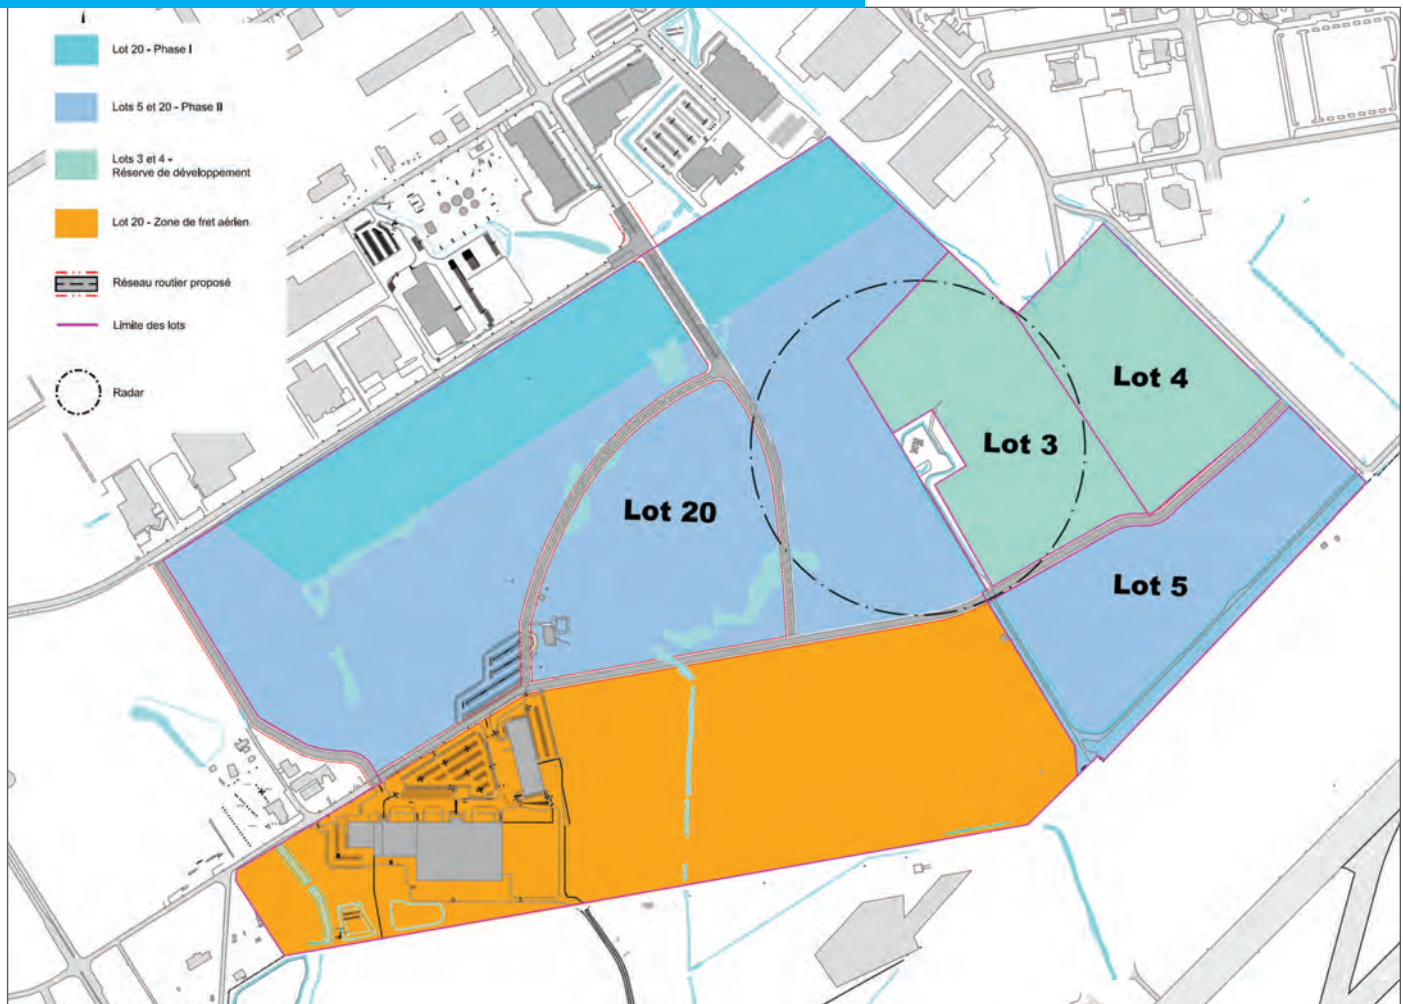 Lot 20 - Phase I
Lots 5 et 20 - Phase II
Lots 3 et 4 -
Réserve de développement
Lot 20 - Zone de fret aérien
Réseau routier proposé
Limite des lots
Radar
Lot 4
Lot 3
Lot 20
Lot 5